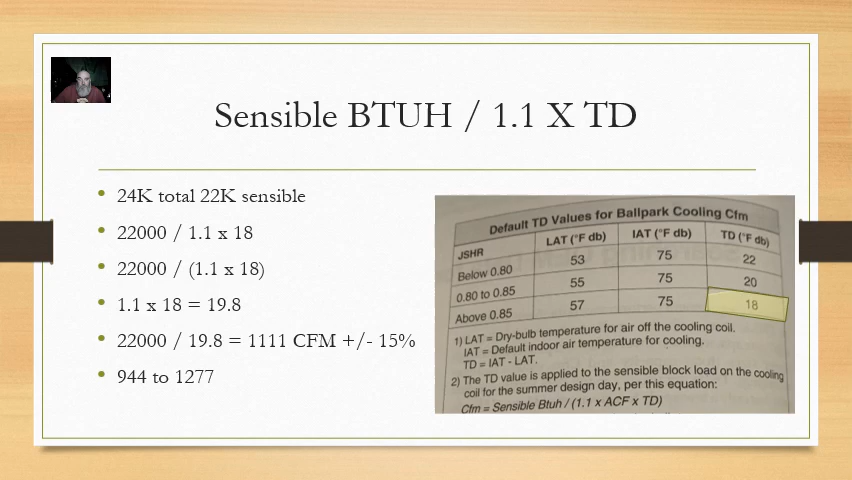 Sensible BTUH / 1.1 X TD
24K total 22K sensible
22000 / 1.1 x 18
22000 / (1.1 x 18)
1.1 x 18 = 19.8
22000 / 19.8 = 1111 CFM +/- 15%
944 to 1277
Default TD Values for Ballpark Cooling Cfm
JSHR LAT (°F db) IAT (°F db) TD (°F db)
Below 0.80 53 75 22
0.80 to 0.85 55 75 20
Above 0.85 57 75 18
1) LAT = Dry-bulb temperature for air off the cooling coil.
IAT = Default indoor air temperature for cooling.
TD = IAT - LAT.
2) The TD value is applied to the sensible block load on the cooling
coil for the summer design day, per this equation:
Cfm = Sensible Btuh / (1.1 x ACF x TD)